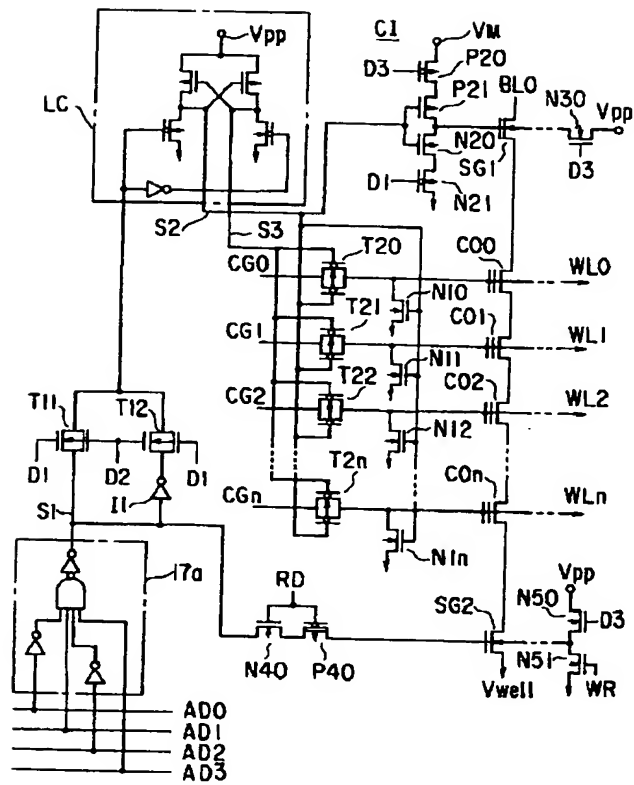 Vpp
C1
VM
D3
P20
P21
BL0
N30
Vpp
LC
N20
SG1
D3
D1
N21
S2
S3
T20
C00
CG0
WL0
N10
T21
C01
CG1
WL1
N11
T22
C02
CG2
WL2
T11
T12
N12
D1
D2
D1
T2n
C0n
I1
CGn
WLn
S1
N1n
17a
Vpp
RD
SG2
N50
D3
N51
N40
P40
Vwell
WR
AD0
AD1
AD2
AD3